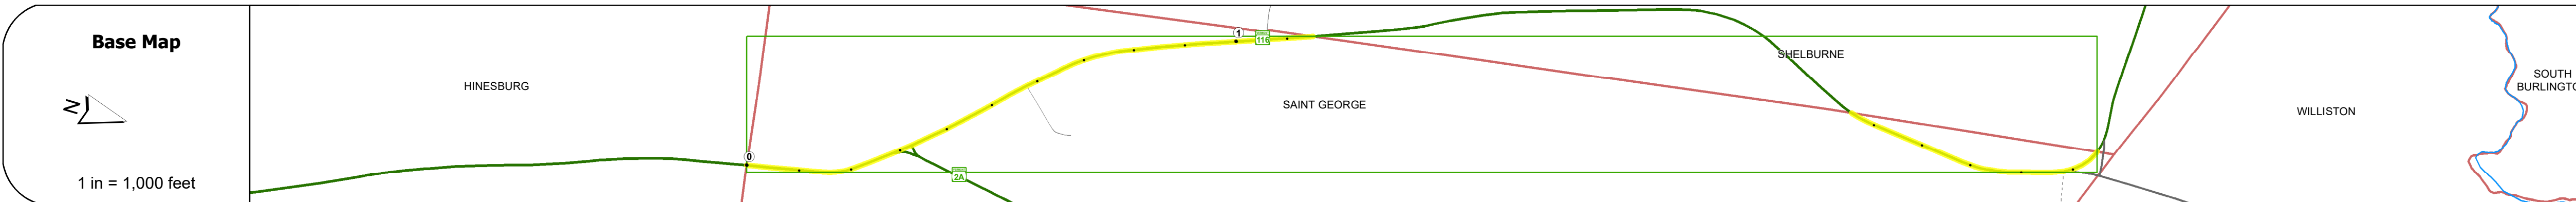 Base Map
N
1 in = 1,000 feet
HINESBURG
0
2A
1
116
SAINT GEORGE
SHELBURNE
WILLISTON
SOUTH
BURLINGTO